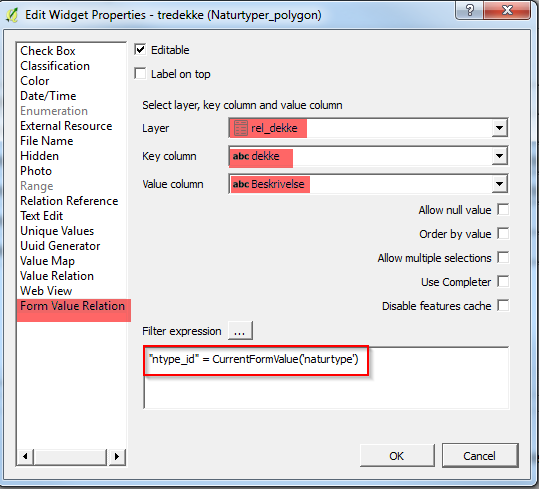 Edit Widget Properties - tredekke (Naturtyper_polygon)
?
Check Box
Classification
Color
Date/Time
Enumeration
External Resource
File Name
Hidden
Photo
Range
Relation Reference
Text Edit
Unique Values
Uuid Generator
Value Map
Value Relation
Web View
Form Value Relation
Editable
Label on top
Select layer, key column and value column
Layer rel_dekke
Key column abc dekke
Value column abc Beskrivelse
Allow null value
Order by value
Allow multiple selections
Use Completer
Disable features cache
Filter expression ...
"ntype_id" = CurrentFormValue('naturtype')
OK Cancel